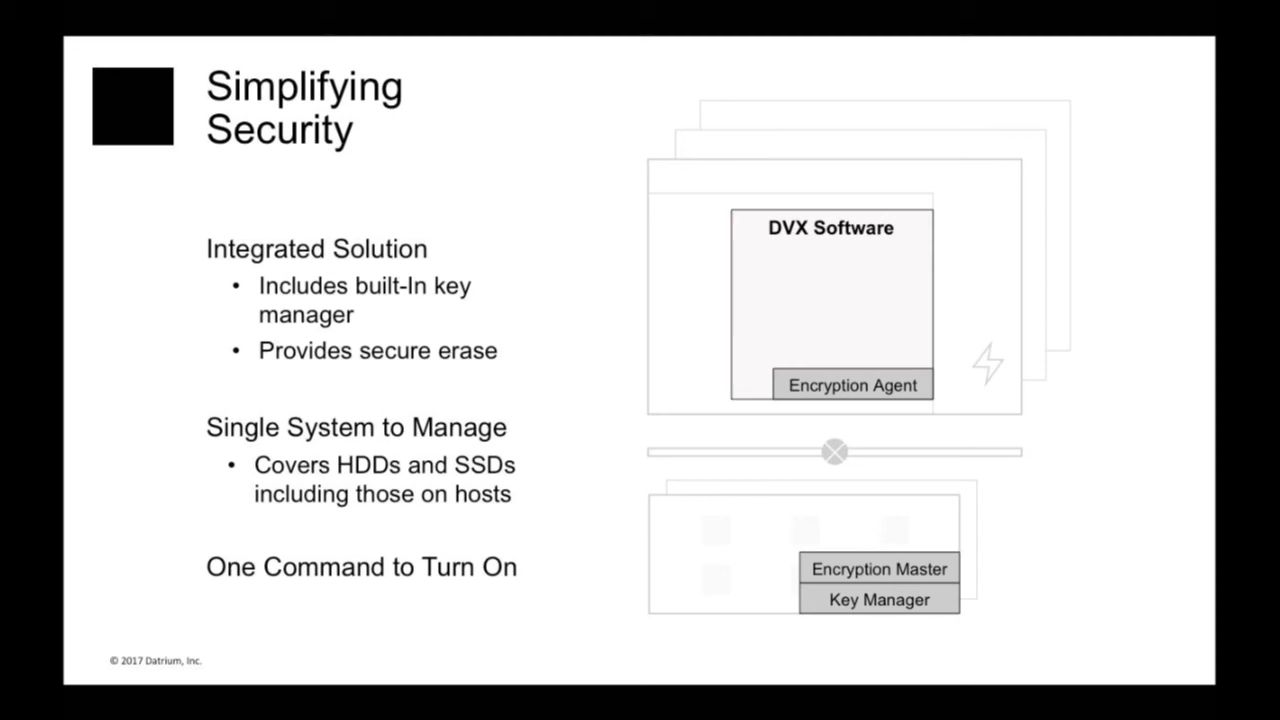 Simplifying
Security
Integrated Solution
• Includes built-In key
manager
• Provides secure erase
Single System to Manage
• Covers HDDs and SSDs
including those on hosts
One Command to Turn On
DVX Software
Encryption Agent
Encryption Master
Key Manager
© 2017 Datrium, Inc.